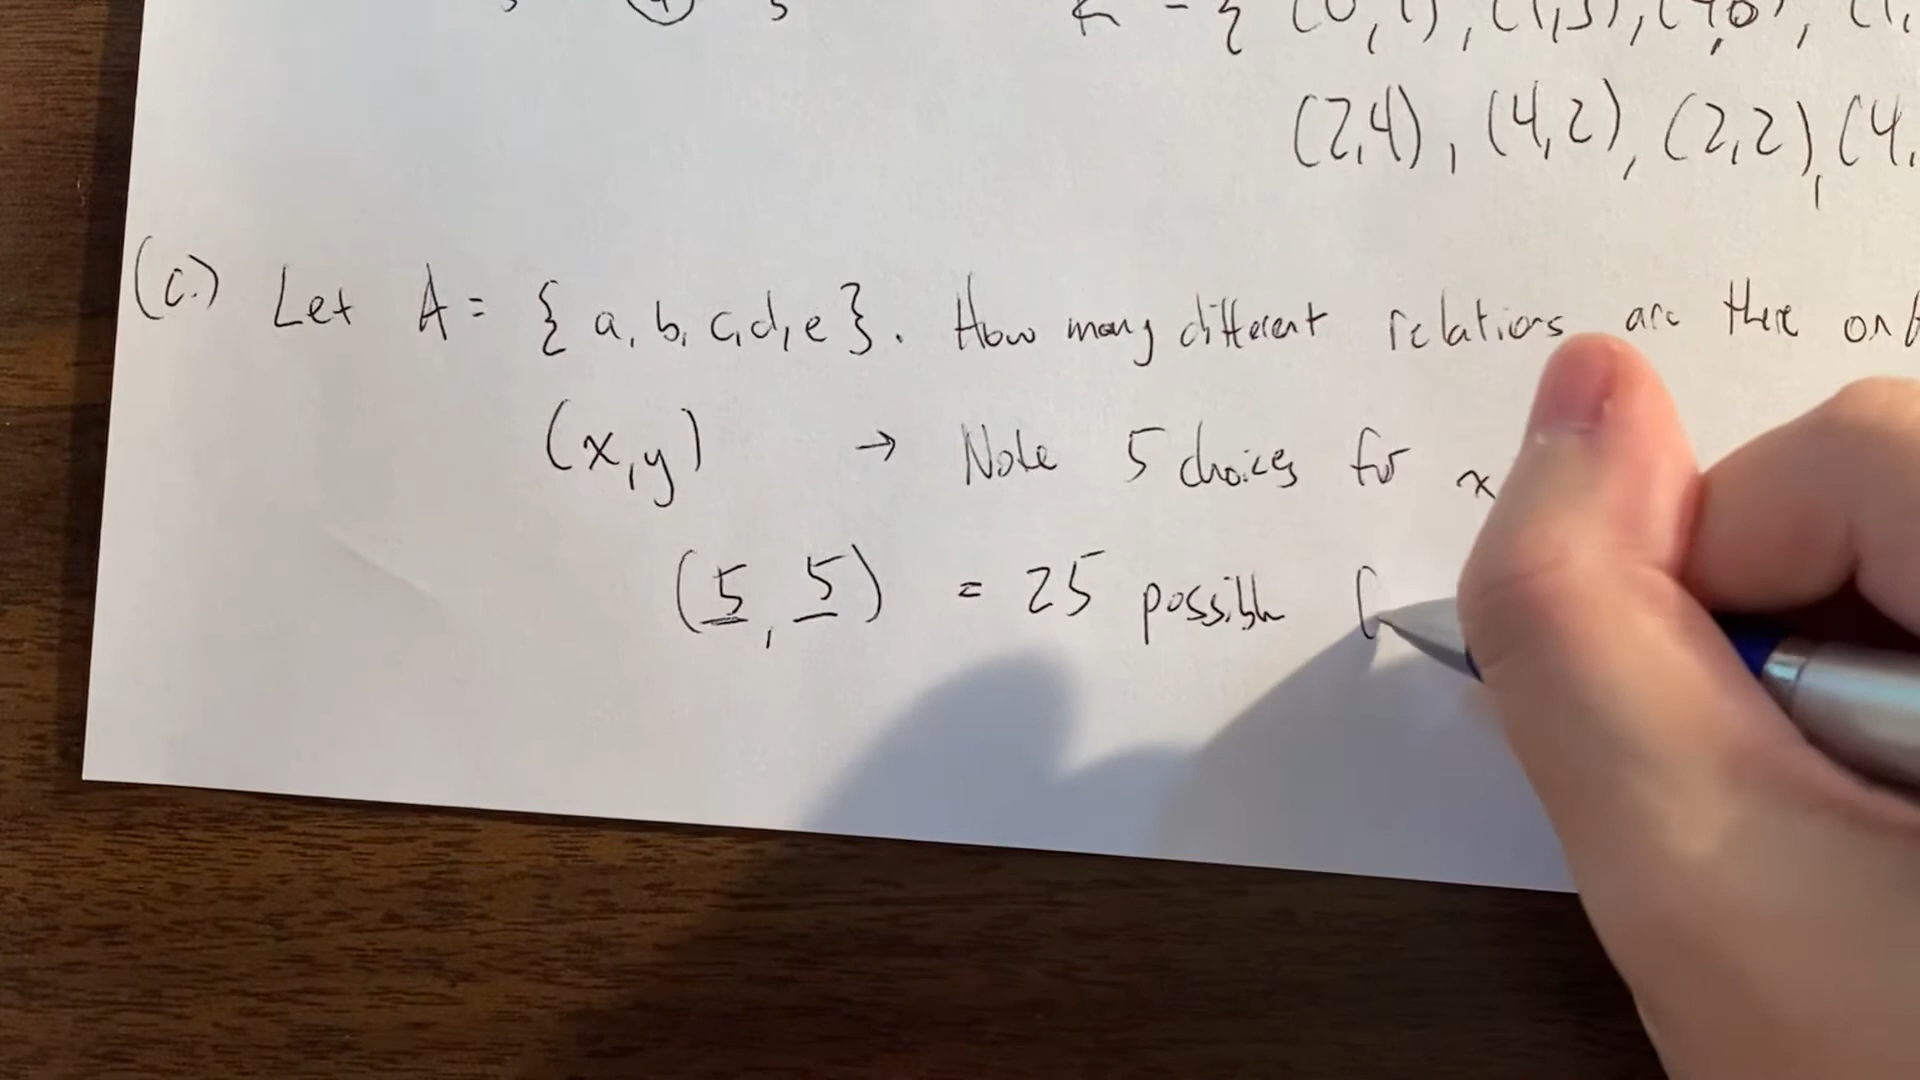 (2,4), (4,2), (2,2), (4,
(c.) Let A = { a, b, c, d, e }. How many different relations are there on
(x,y) → Note 5 choices for x
(5, 5) = 25 possible (